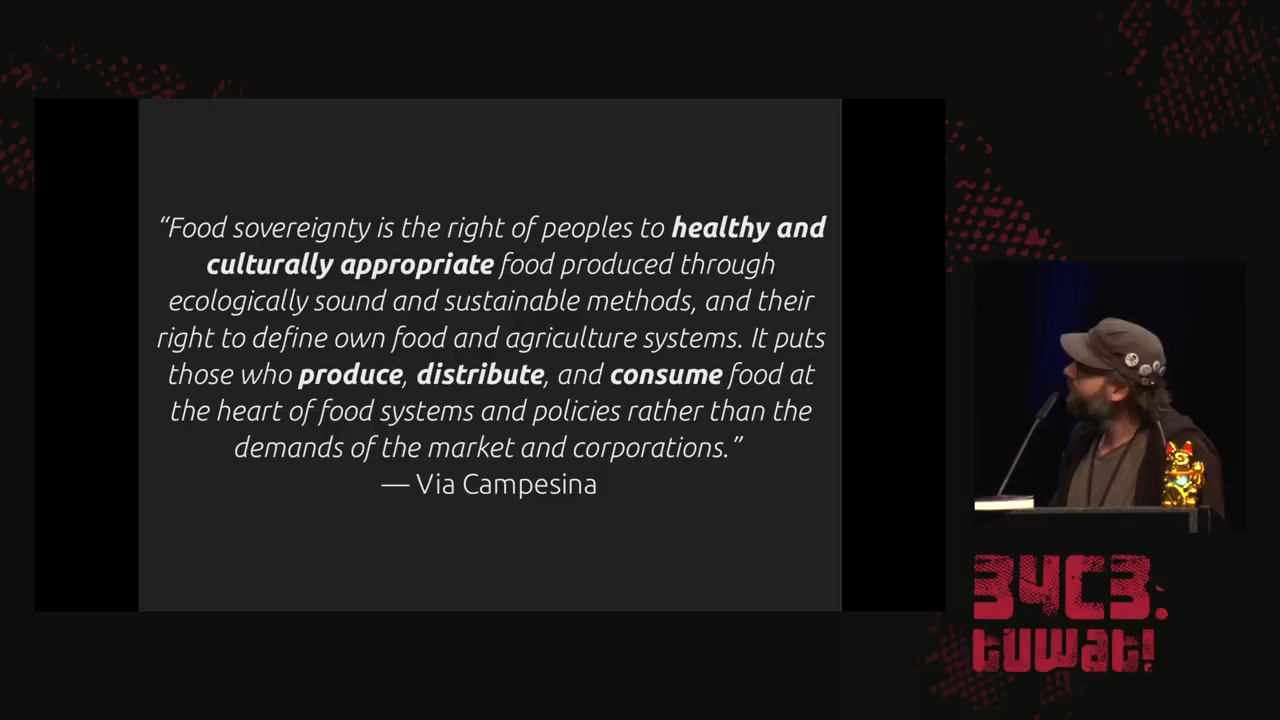 “Food sovereignty is the right of peoples to healthy and
culturally appropriate food produced through
ecologically sound and sustainable methods, and their
right to define own food and agriculture systems. It puts
those who produce, distribute, and consume food at
the heart of food systems and policies rather than the
demands of the market and corporations.”
— Via Campesina
34C3.
tuwat!